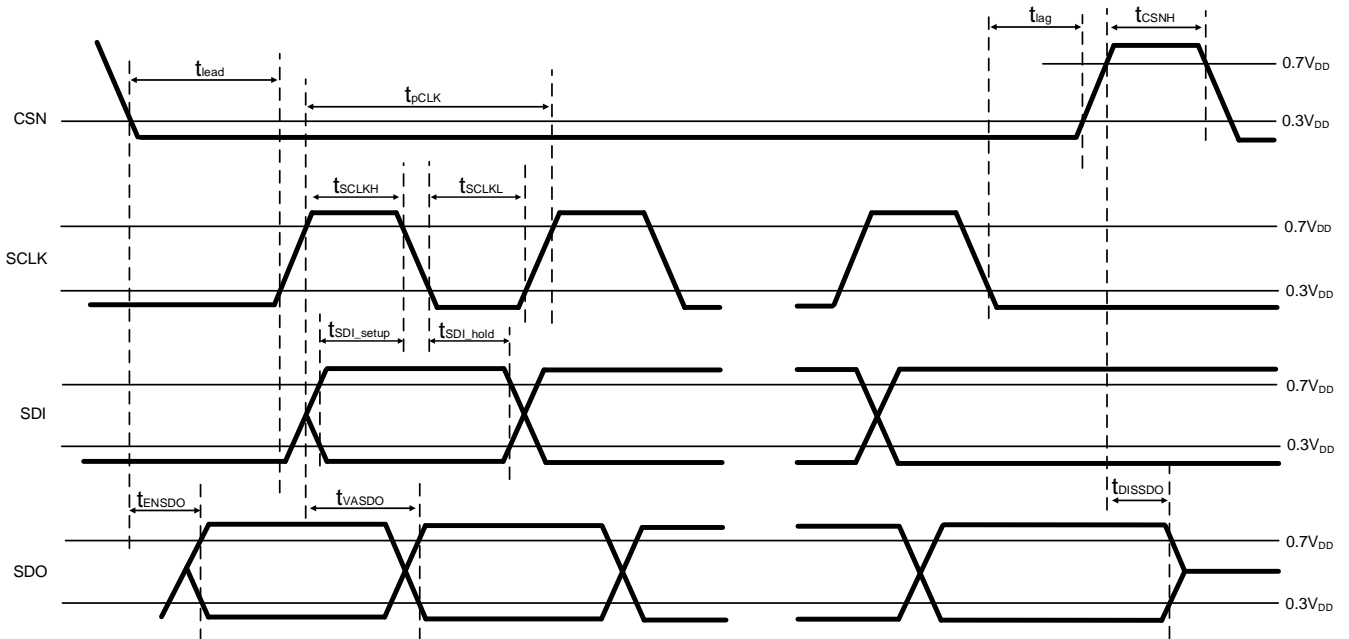 tlag
tCSNH
tlead
0.7VDD
tpCLK
CSN
0.3VDD
tSCLKH
tSCLKL
0.7VDD
SCLK
0.3VDD
tSDI_setup
tSDI_hold
0.7VDD
SDI
0.3VDD
tENSDO
tVASDO
tDISSDO
0.7VDD
SDO
0.3VDD